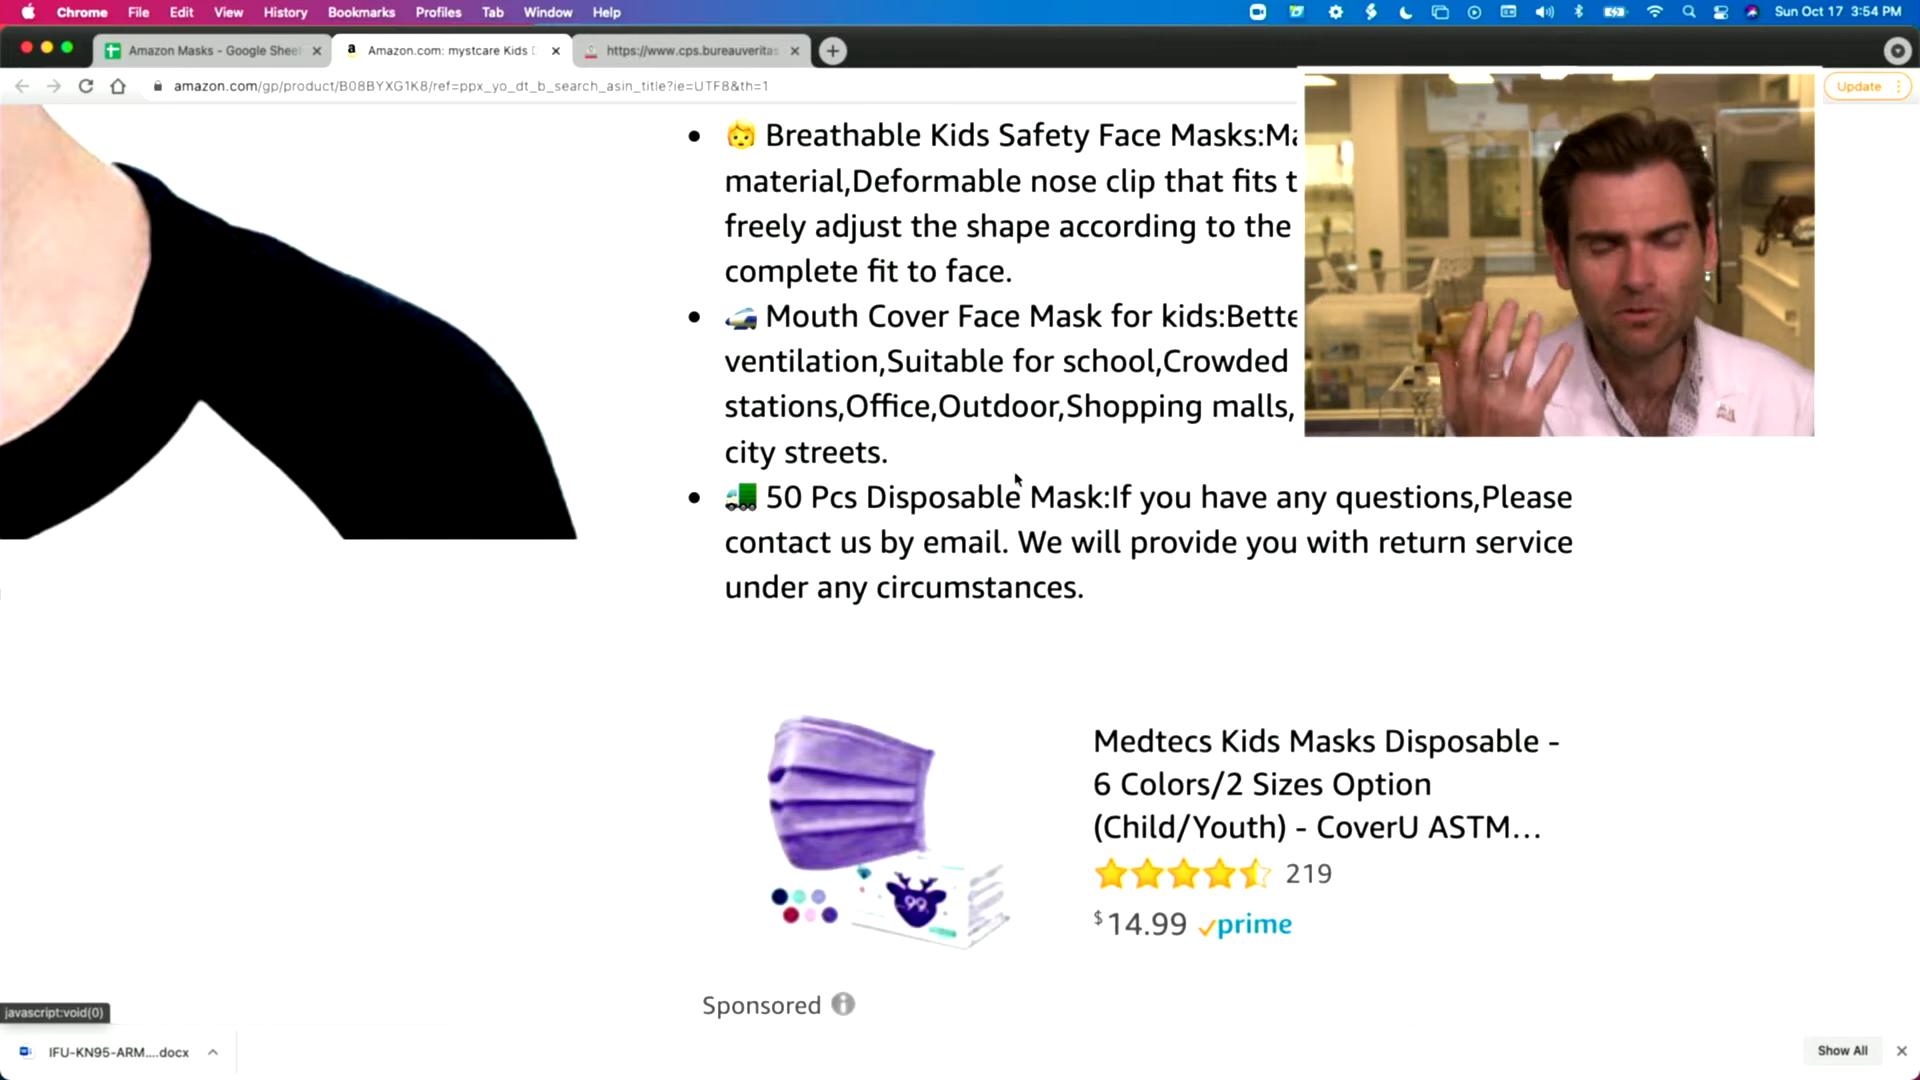 Chrome File Edit View History Bookmarks Profiles Tab Window Help
Sun Oct 17 3:54 PM
Amazon Masks - Google Sheet
Amazon.com: mystcare Kids D
https://www.cps.bureauveritas
amazon.com/gp/product/B08BYXG1K8/ref=ppx_yo_dt_b_search_asin_title?ie=UTF8&th=1
Update
Breathable Kids Safety Face Masks:Ma
material,Deformable nose clip that fits t
freely adjust the shape according to the
complete fit to face.
Mouth Cover Face Mask for kids:Bette
ventilation,Suitable for school,Crowded
stations,Office,Outdoor,Shopping malls,
city streets.
50 Pcs Disposable Mask:If you have any questions,Please
contact us by email. We will provide you with return service
under any circumstances.
Medtecs Kids Masks Disposable -
6 Colors/2 Sizes Option
(Child/Youth) - CoverU ASTM...
219
$14.99 prime
Sponsored
javascript:void(0)
IFU-KN95-ARM....docx
Show All